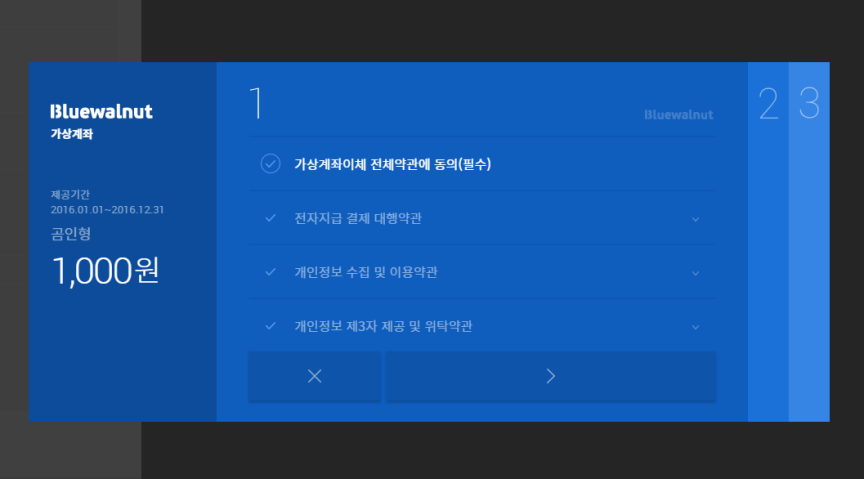 Bluewalnut
가상계좌
제공기간
2016.01.01~2016.12.31
곰인형
1,000원
1
Bluewalnut
가상계좌이체 전체약관에 동의(필수)
전자지급 결제 대행약관
개인정보 수집 및 이용약관
개인정보 제3자 제공 및 위탁약관
2
3